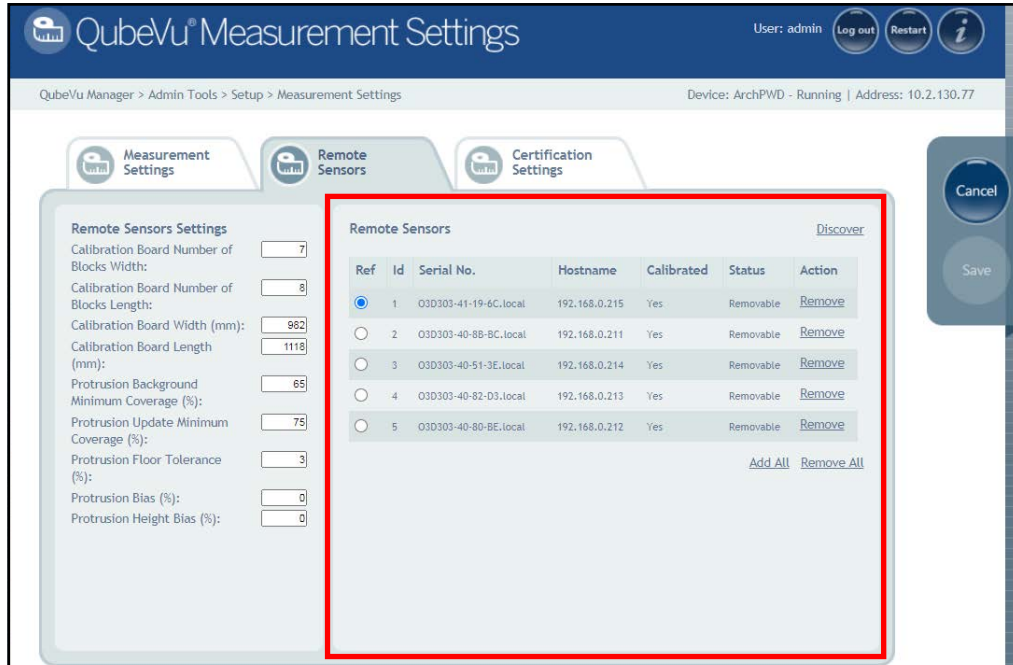 QubeVu® Measurement Settings
User: admin
Log out
Restart
i
QubeVu Manager > Admin Tools > Setup > Measurement Settings
Device: ArchPWD - Running | Address: 10.2.130.77
Measurement
Settings
Remote
Sensors
Certification
Settings
Cancel
Save
Remote Sensors Settings
Calibration Board Number of
Blocks Width:
7
Calibration Board Number of
Blocks Length:
8
Calibration Board Width (mm):
982
Calibration Board Length
(mm):
1118
Protrusion Background
Minimum Coverage (%):
65
Protrusion Update Minimum
Coverage (%):
75
Protrusion Floor Tolerance
(%):
3
Protrusion Bias (%):
0
Protrusion Height Bias (%):
0
Remote Sensors
Discover
Ref Id Serial No. Hostname Calibrated Status Action
1 O3D303-41-19-6C.local 192.168.0.215 Yes Removable Remove
2 O3D303-40-8B-BC.local 192.168.0.211 Yes Removable Remove
3 O3D303-40-51-3E.local 192.168.0.214 Yes Removable Remove
4 O3D303-40-82-D3.local 192.168.0.213 Yes Removable Remove
5 O3D303-40-80-BE.local 192.168.0.212 Yes Removable Remove
Add All Remove All